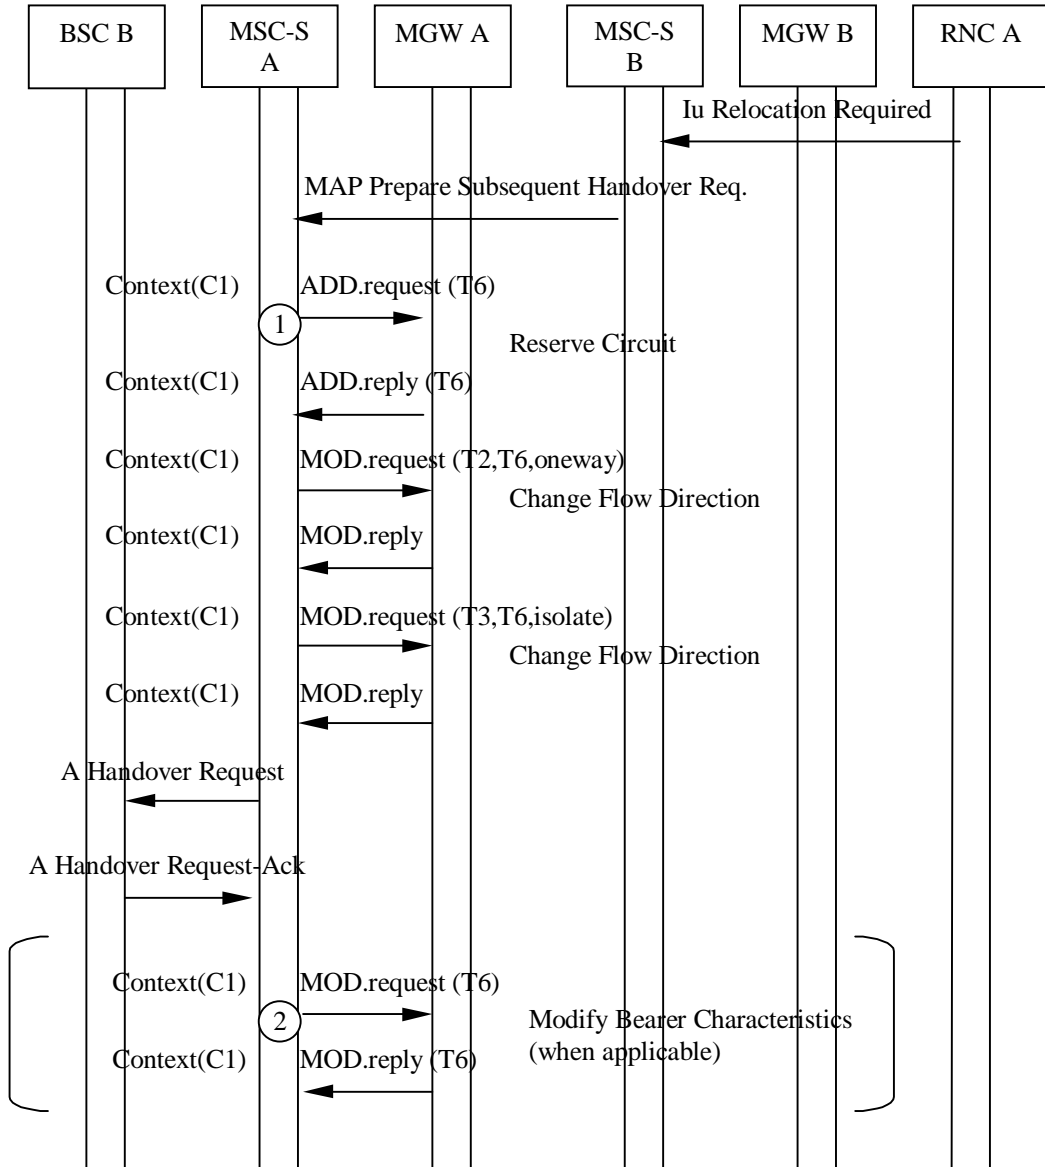 BSC B
MSC-S
A
MGW A
MSC-S
B
MGW B
RNC A
Iu Relocation Required
MAP Prepare Subsequent Handover Req.
Context(C1) ADD.request (T6)
1
Reserve Circuit
Context(C1) ADD.reply (T6)
Context(C1) MOD.request (T2,T6,oneway)
Change Flow Direction
Context(C1) MOD.reply
Context(C1) MOD.request (T3,T6,isolate)
Change Flow Direction
Context(C1) MOD.reply
A Handover Request
A Handover Request-Ack
Context(C1) MOD.request (T6)
2
Modify Bearer Characteristics
(when applicable)
Context(C1) MOD.reply (T6)